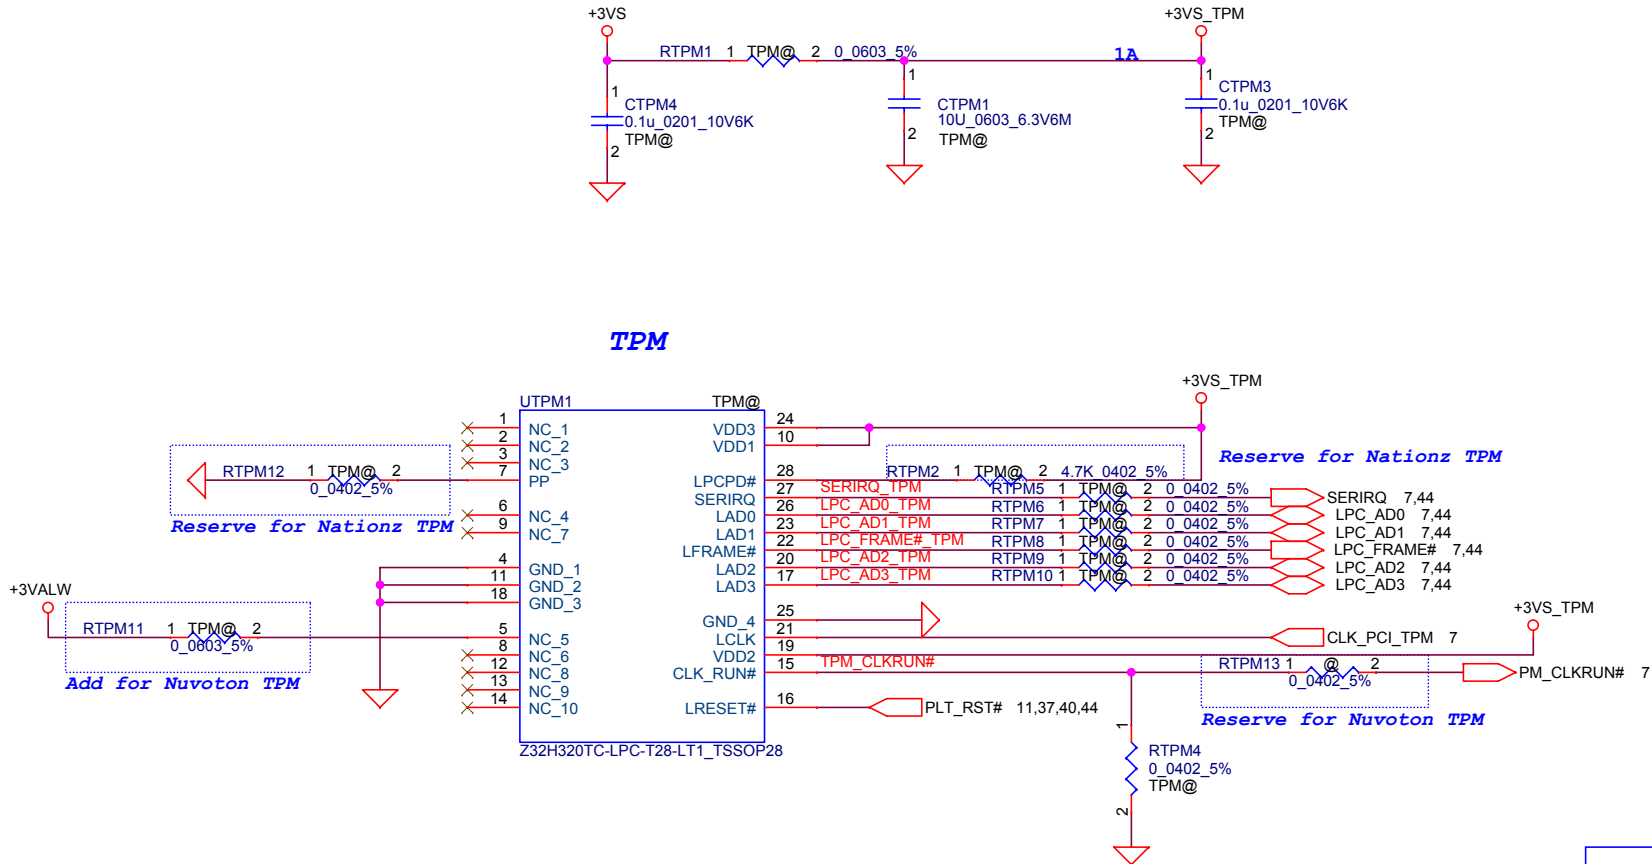 +3VS
+3VS_TPM
RTPM1 1 TPM@ 2 0_0603_5%
1A
1
CTPM4
0.1u_0201_10V6K
TPM@
2
1
CTPM1
10U_0603_6.3V6M
TPM@
2
1
CTPM3
0.1u_0201_10V6K
TPM@
2
TPM
+3VS_TPM
UTPM1 TPM@
1 NC_1
2 NC_2
3 NC_3
7 PP
6 NC_4
9 NC_7
4 GND_1
11 GND_2
18 GND_3
5 NC_5
8 NC_6
12 NC_8
13 NC_9
14 NC_10
VDD3 24
VDD1 10
LPCPD# 28
SERIRQ 27
LAD0 26
LAD1 23
LFRAME# 22
LAD2 20
LAD3 17
GND_4 25
LCLK 21
VDD2 19
CLK_RUN# 15
LRESET# 16
Z32H320TC-LPC-T28-LT1_TSSOP28
RTPM12 1 TPM@ 2
0_0402_5%
Reserve for Nationz TPM
+3VALW
RTPM11 1 TPM@ 2
0_0603_5%
Add for Nuvoton TPM
RTPM2 1 TPM@ 2 4.7K_0402_5%
Reserve for Nationz TPM
SERIRQ_TPM RTPM5 1 TPM@ 2 0_0402_5% SERIRQ 7,44
LPC_AD0_TPM RTPM6 1 TPM@ 2 0_0402_5% LPC_AD0 7,44
LPC_AD1_TPM RTPM7 1 TPM@ 2 0_0402_5% LPC_AD1 7,44
LPC_FRAME#_TPM RTPM8 1 TPM@ 2 0_0402_5% LPC_FRAME# 7,44
LPC_AD2_TPM RTPM9 1 TPM@ 2 0_0402_5% LPC_AD2 7,44
LPC_AD3_TPM RTPM10 1 TPM@ 2 0_0402_5% LPC_AD3 7,44
+3VS_TPM
CLK_PCI_TPM 7
TPM_CLKRUN#
RTPM13 1 @ 2
0_0402_5%
PM_CLKRUN# 7
Reserve for Nuvoton TPM
PLT_RST# 11,37,40,44
1
RTPM4
0_0402_5%
TPM@
2